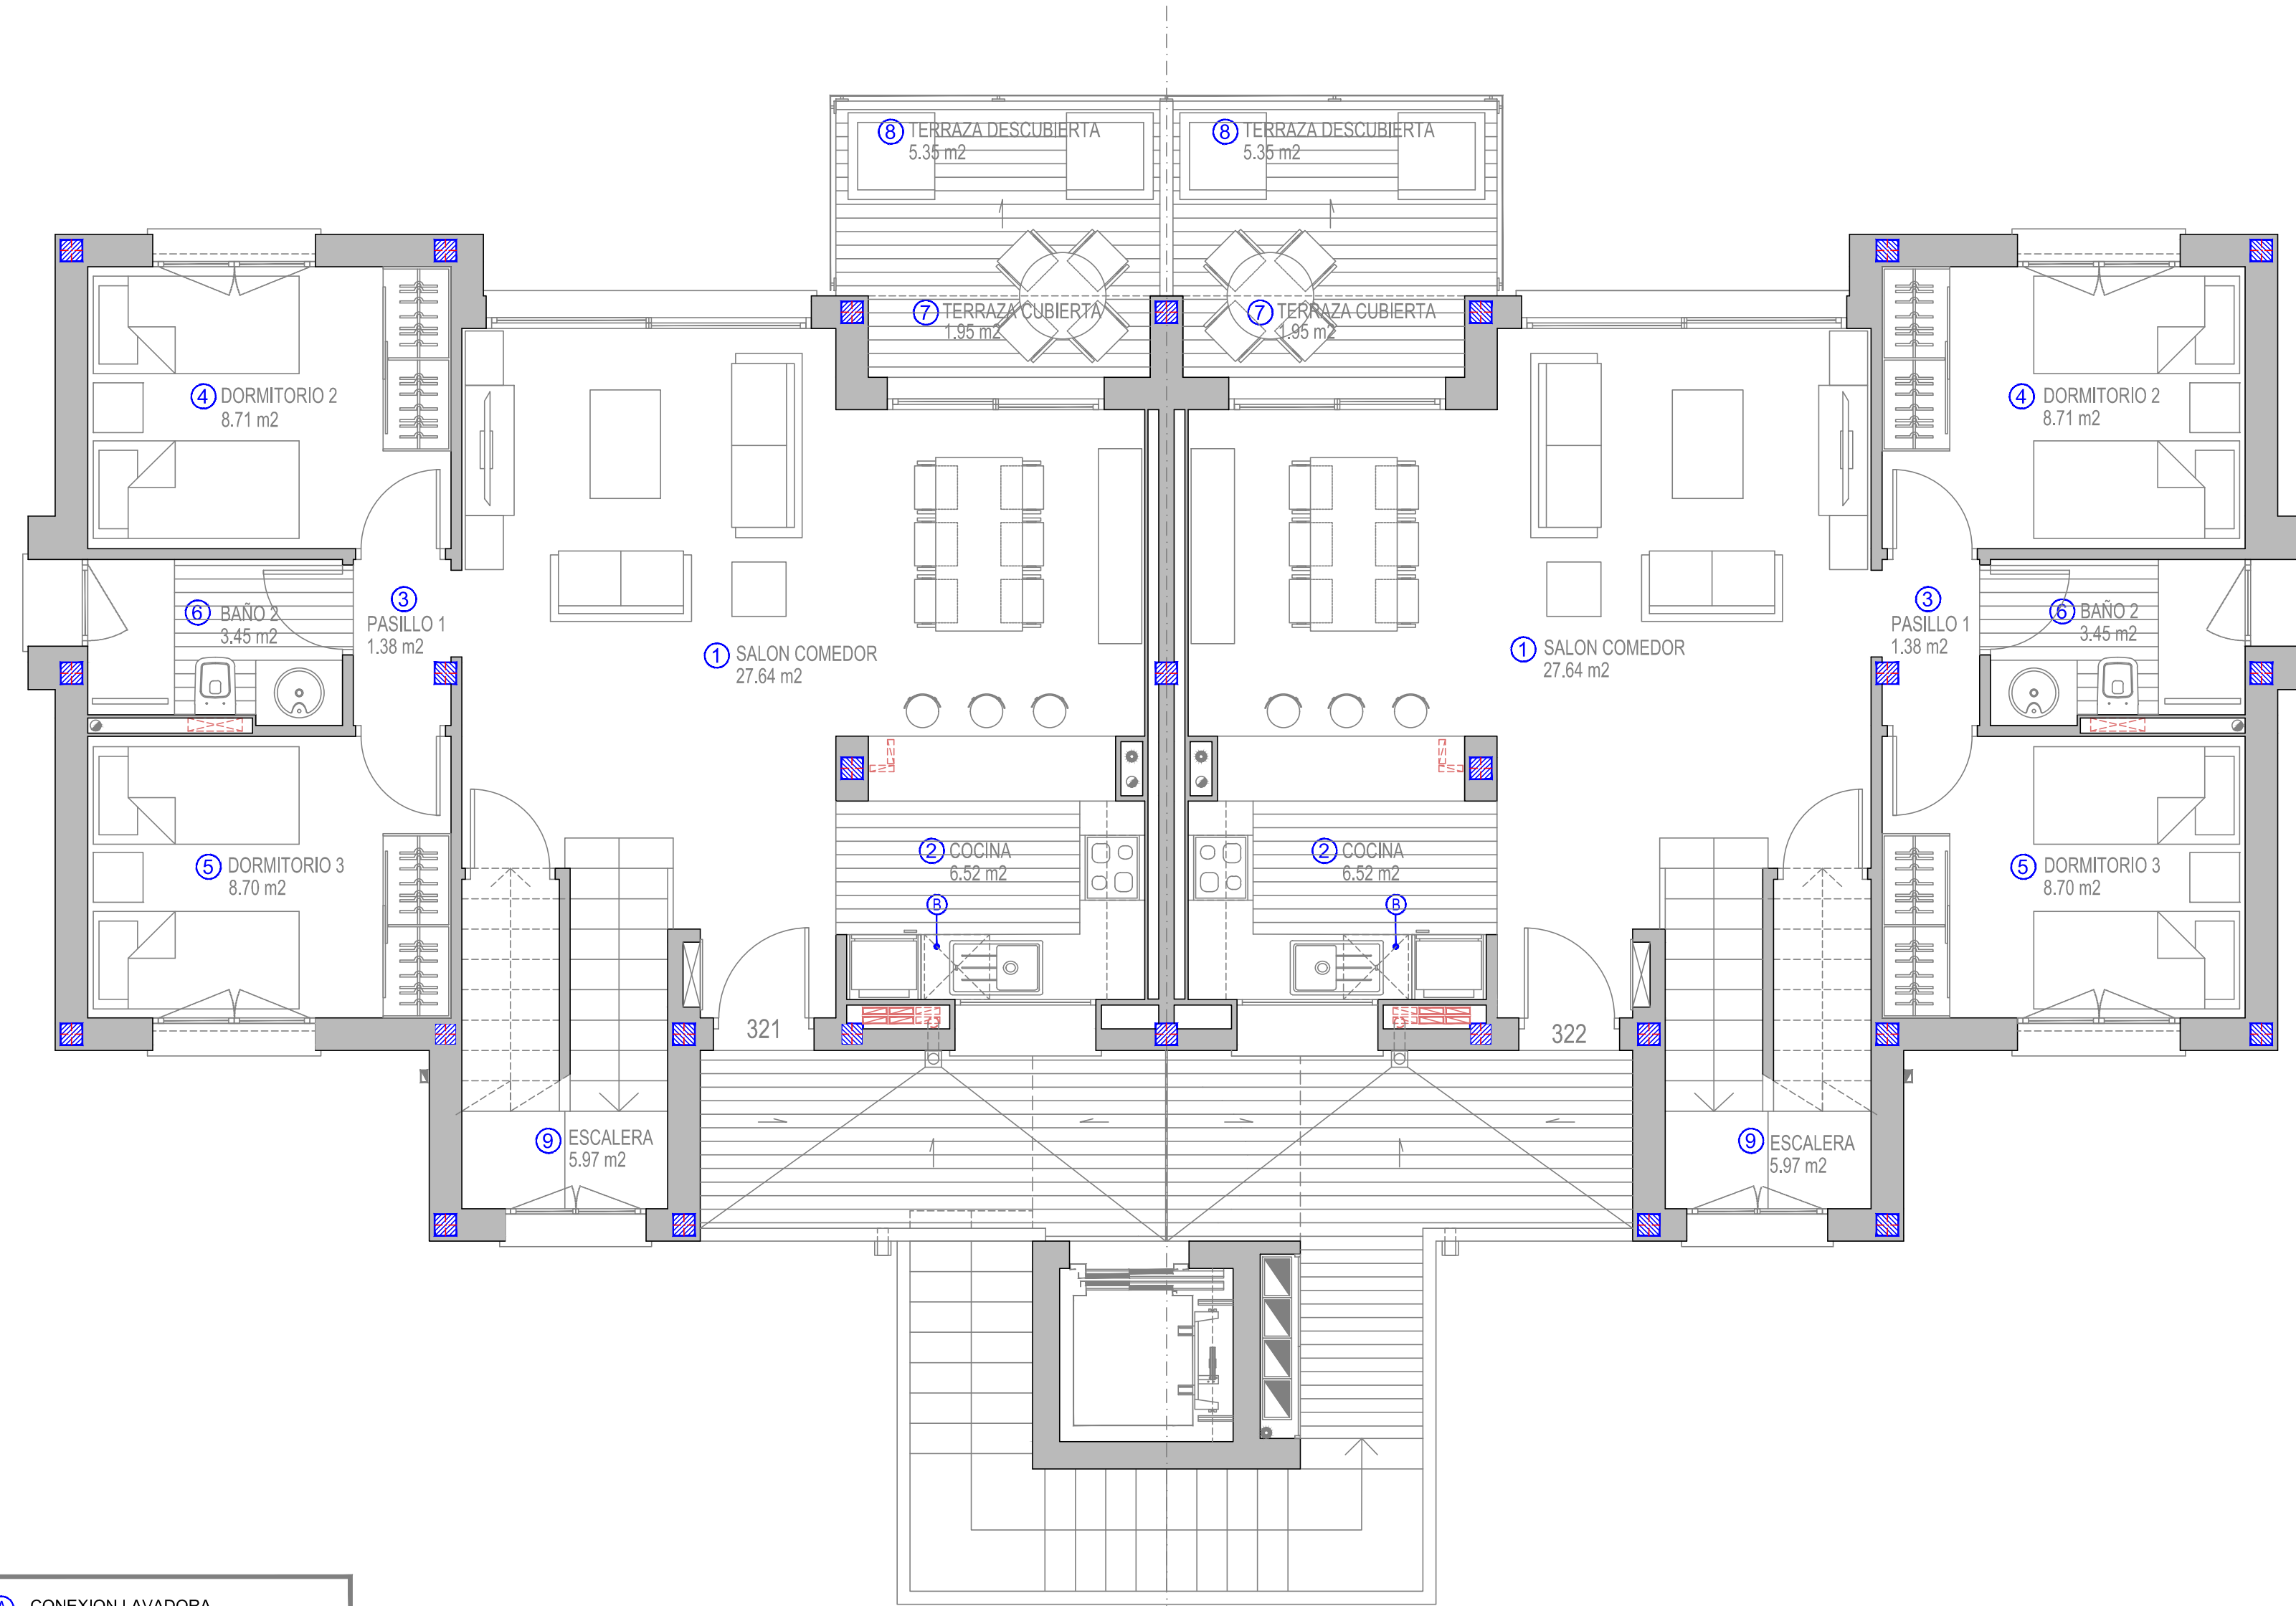 8 TERRAZA DESCUBIERTA
5.35 m2
8 TERRAZA DESCUBIERTA
5.35 m2
7 TERRAZA CUBIERTA
1.95 m2
7 TERRAZA CUBIERTA
1.95 m2
4 DORMITORIO 2
8.71 m2
4 DORMITORIO 2
8.71 m2
6 BAÑO 2
3.45 m2
3
PASILLO 1
1.38 m2
1 SALON COMEDOR
27.64 m2
1 SALON COMEDOR
27.64 m2
3
PASILLO 1
1.38 m2
6 BAÑO 2
3.45 m2
5 DORMITORIO 3
8.70 m2
2 COCINA
6.52 m2
B
2 COCINA
6.52 m2
B
5 DORMITORIO 3
8.70 m2
321
322
9 ESCALERA
5.97 m2
9 ESCALERA
5.97 m2
A CONEXION LAVADORA